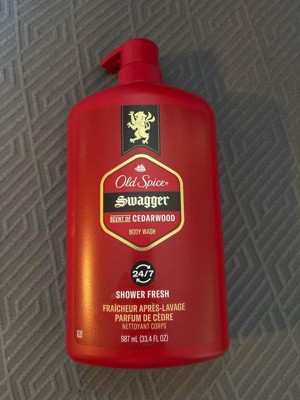 Old Spice
Swagger
SCENT OF CEDARWOOD
BODY WASH
24/7
SHOWER FRESH
FRAÎCHEUR APRÈS-LAVAGE
PARFUM DE CÈDRE
NETTOYANT CORPS
987 mL (33.4 FL OZ)